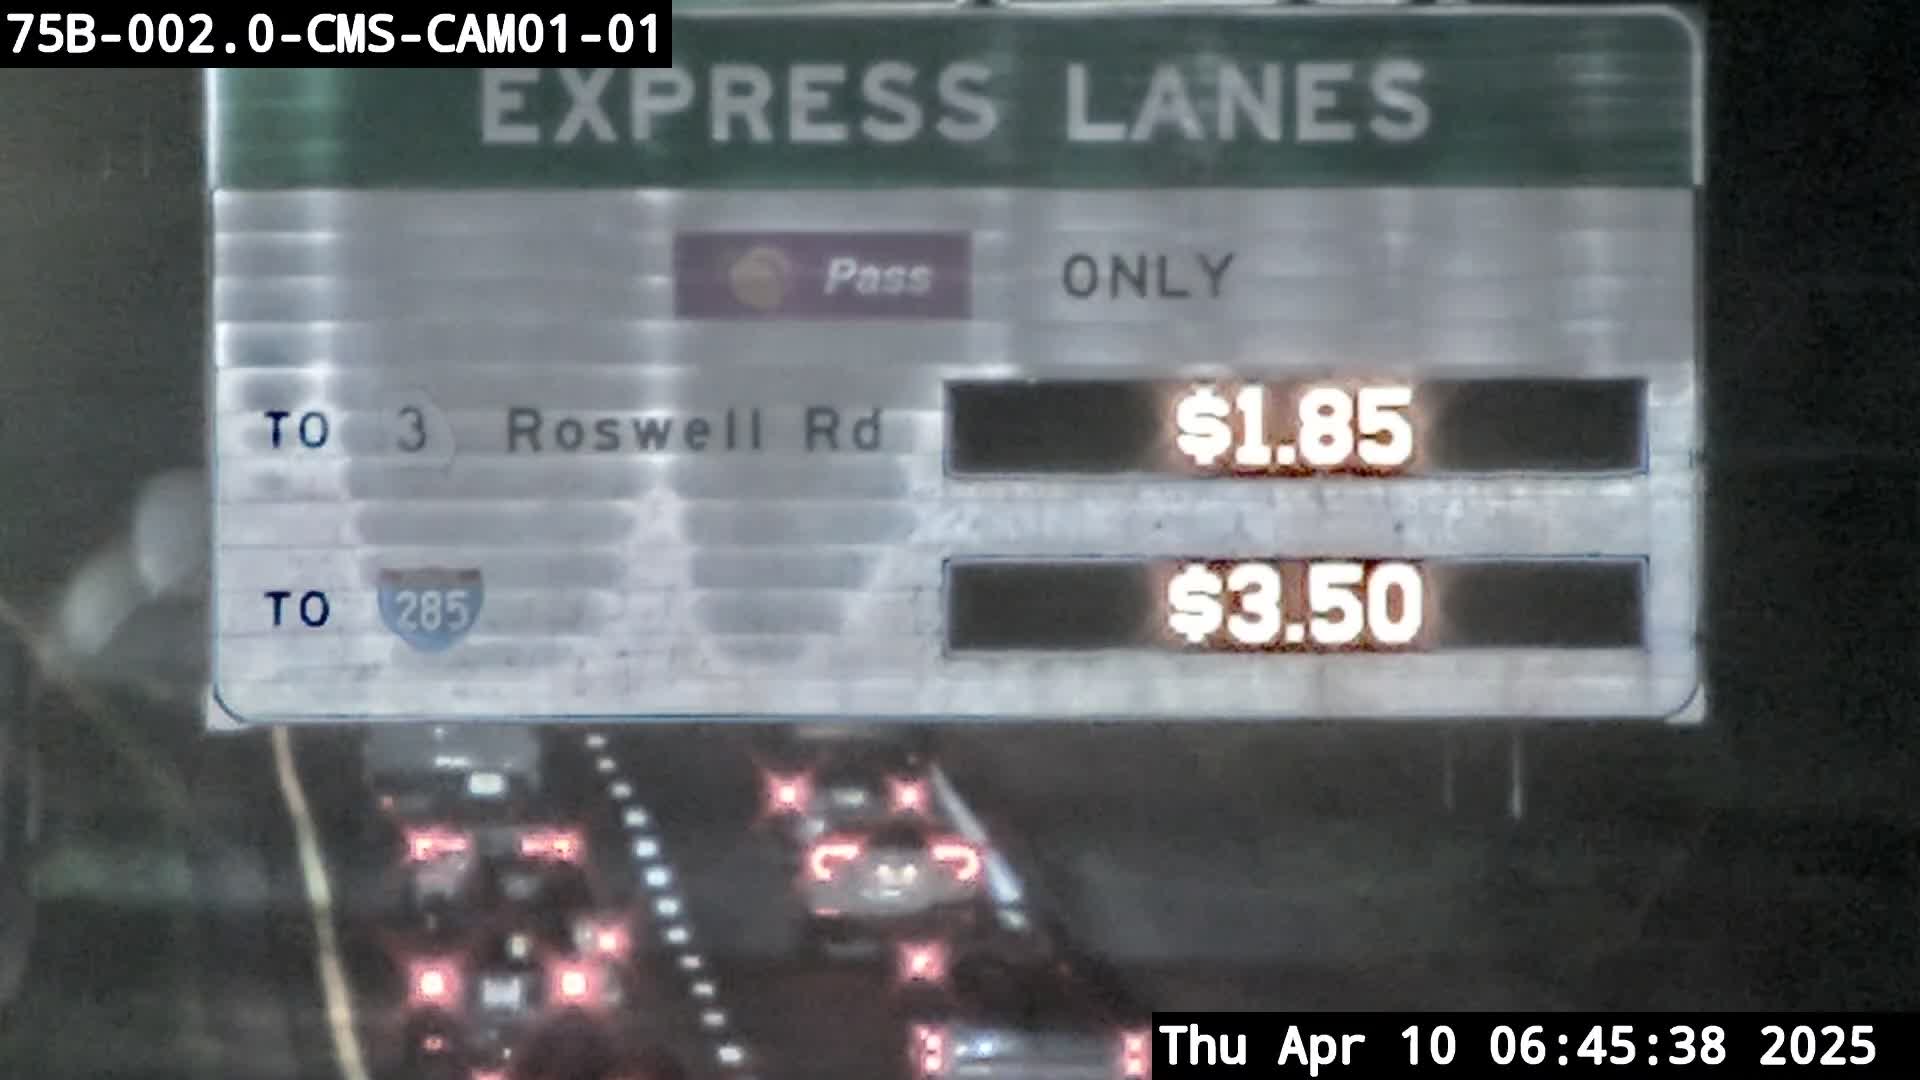 75B-002.0-CMS-CAM01-01
EXPRESS LANES
Pass ONLY
TO 3 Roswell Rd $1.85
TO 285 $3.50
Thu Apr 10 06:45:38 2025